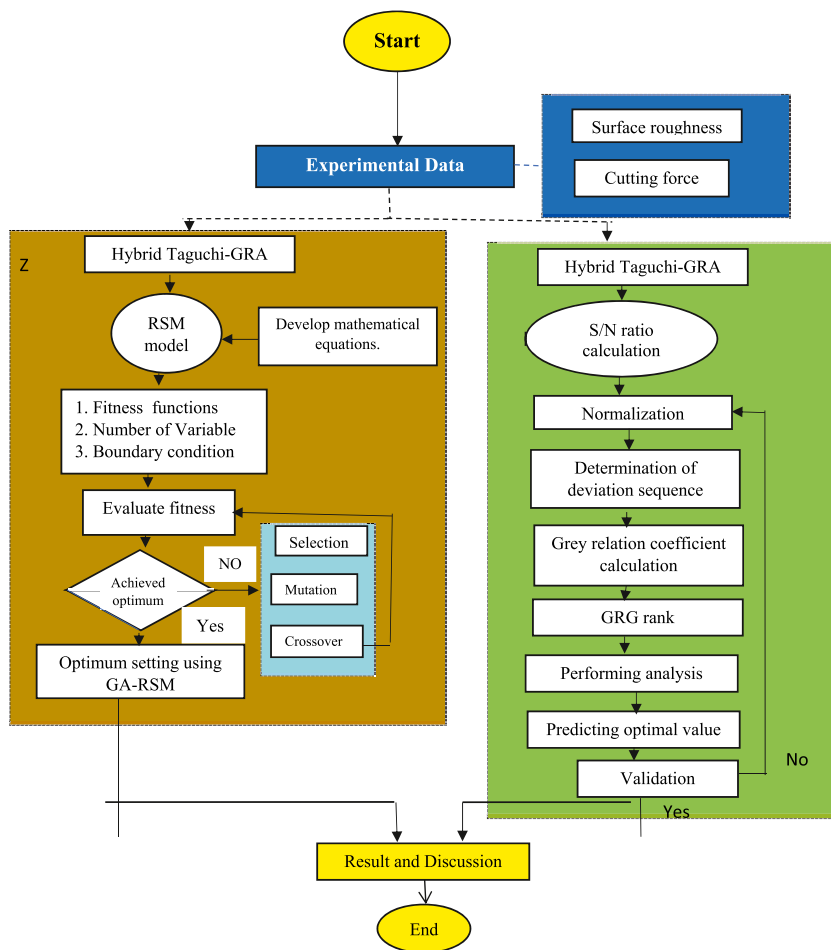 Start
Experimental Data
Surface roughness
Cutting force
Z
Hybrid Taguchi-GRA
RSM
model
Develop mathematical
equations.
1. Fitness functions
2. Number of Variable
3. Boundary condition
Evaluate fitness
Achieved
optimum
NO
Yes
Selection
Mutation
Crossover
Optimum setting using
GA-RSM
Hybrid Taguchi-GRA
S/N ratio
calculation
Normalization
Determination of
deviation sequence
Grey relation coefficient
calculation
GRG rank
Performing analysis
Predicting optimal value
Validation
No
Yes
Result and Discussion
End